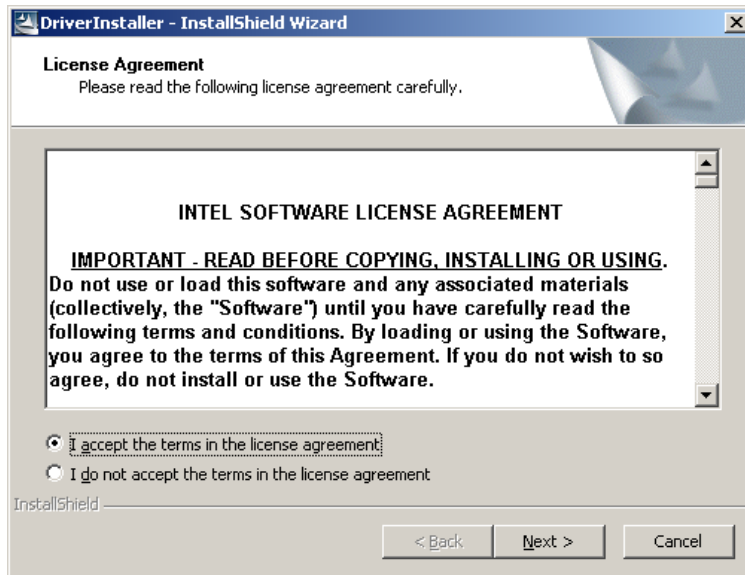 DriverInstaller - InstallShield Wizard
License Agreement
Please read the following license agreement carefully.
INTEL SOFTWARE LICENSE AGREEMENT
IMPORTANT - READ BEFORE COPYING, INSTALLING OR USING.
Do not use or load this software and any associated materials
(collectively, the "Software") until you have carefully read the
following terms and conditions. By loading or using the Software,
you agree to the terms of this Agreement. If you do not wish to so
agree, do not install or use the Software.
I accept the terms in the license agreement
I do not accept the terms in the license agreement
InstallShield
< Back
Next >
Cancel